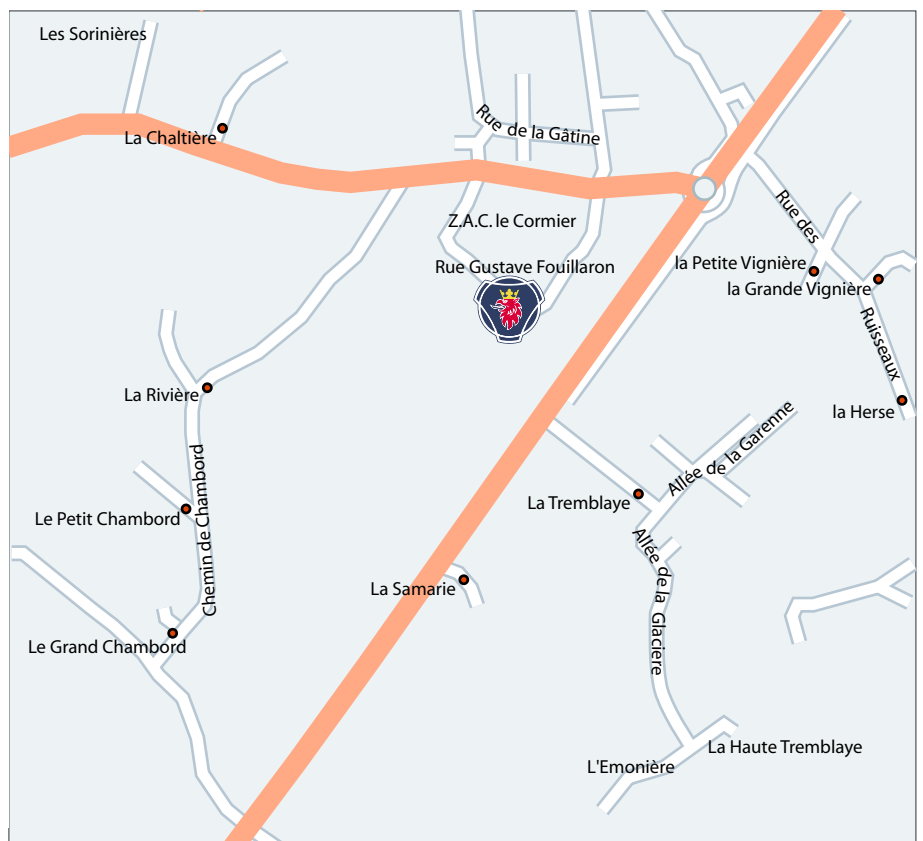 Les Sorinières
La Chaltière
Rue de la Gâtine
Z.A.C. le Cormier
Rue des
Rue Gustave Fouillaron
la Petite Vignière
la Grande Vignière
Ruisseaux
La Rivière
la Herse
Allée de la Garenne
Chemin de Chambord
La Tremblaye
Le Petit Chambord
Allée de la Glaciere
La Samarie
Le Grand Chambord
La Haute Tremblaye
L'Emonière